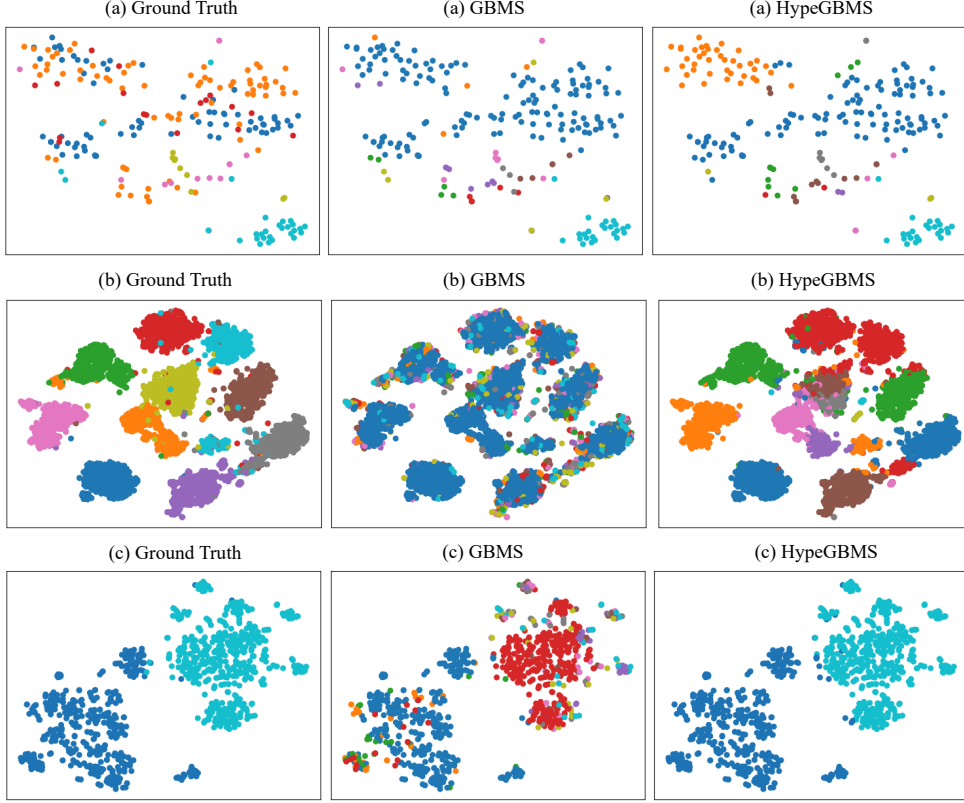 (a) Ground Truth
(a) GBMS
(a) HypeGBMS
(b) Ground Truth
(b) GBMS
(b) HypeGBMS
(c) Ground Truth
(c) GBMS
(c) HypeGBMS